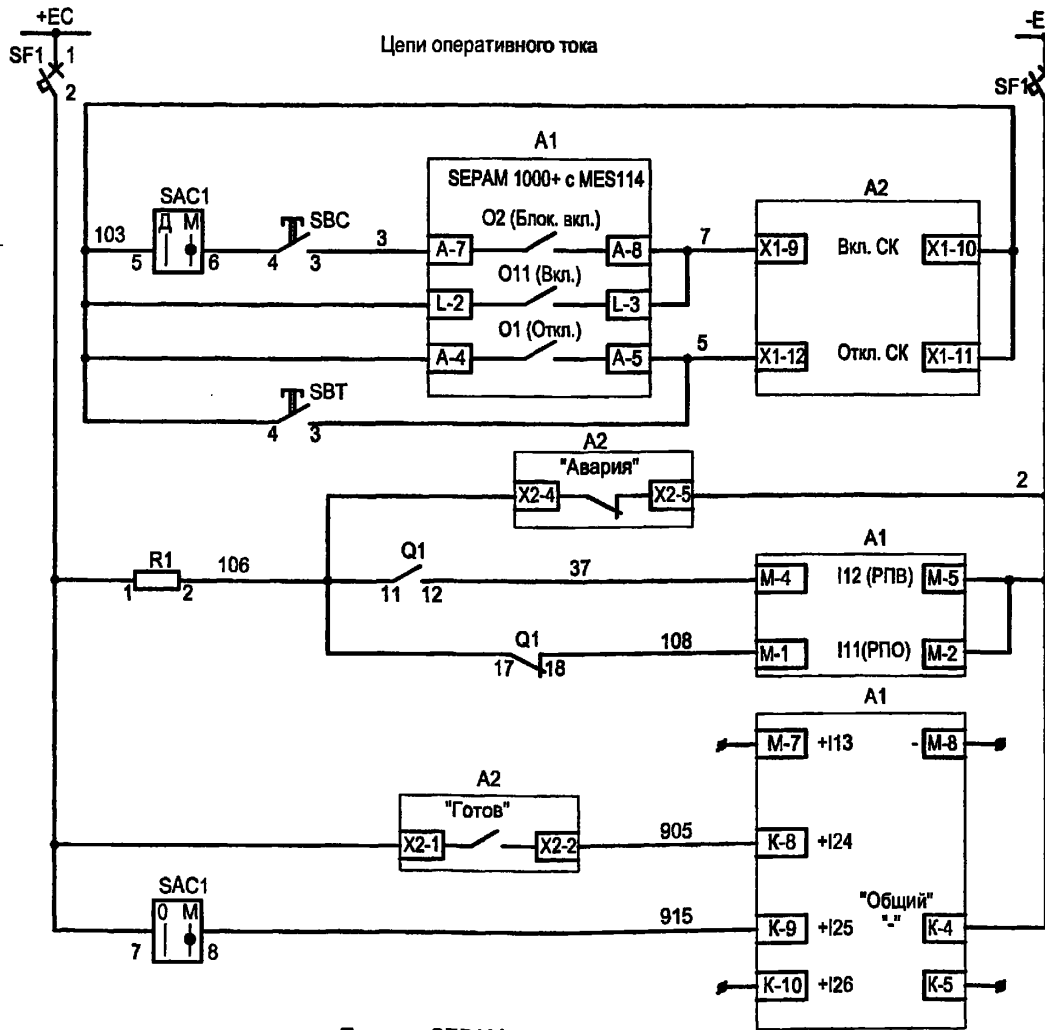 +EC
-E
Цепи оперативного тока
SF1
1
2
SF1
A1
SEPAM 1000+ с MES114
A2
SAC1
Д М
SBC
103
5
6
4
3
3
A-7
O2 (Блок. вкл.)
A-8
7
X1-9
Вкл. СК
X1-10
L-2
O11 (Вкл.)
L-3
A-4
O1 (Откл.)
A-5
5
X1-12
Откл. СК
X1-11
SBT
4
3
A2
"Авария"
X2-4
X2-5
2
A1
R1
1
2
106
Q1
11
12
37
M-4
I12 (РПВ)
M-5
Q1
17
18
108
M-1
I11(РПО)
M-2
A1
M-7
+I13
-
M-8
A2
"Готов"
X2-1
X2-2
905
K-8
+I24
SAC1
O M
7
8
915
K-9
+I25
"Общий"
"-"
K-4
K-10
+I26
K-5